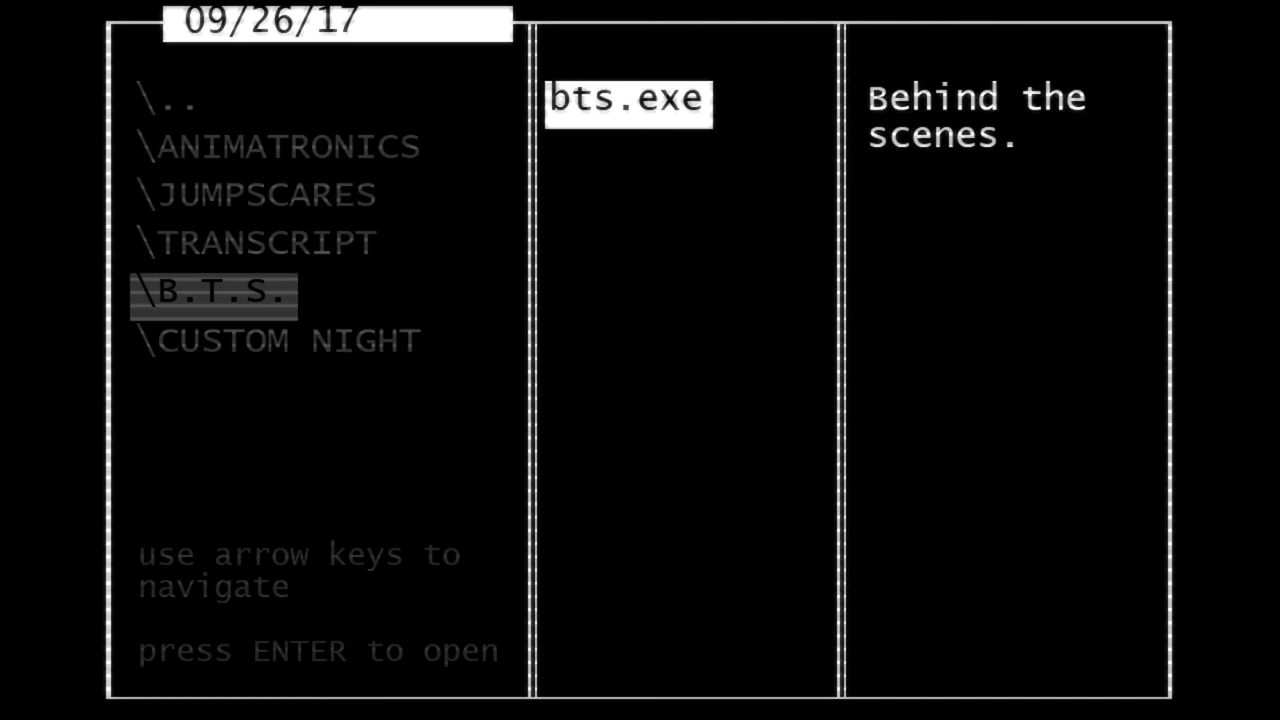 09/26/17
\..
\ANIMATRONICS
\JUMPSCARES
\TRANSCRIPT
\B.T.S.
\CUSTOM NIGHT
use arrow keys to
navigate
press ENTER to open
bts.exe
Behind the
scenes.